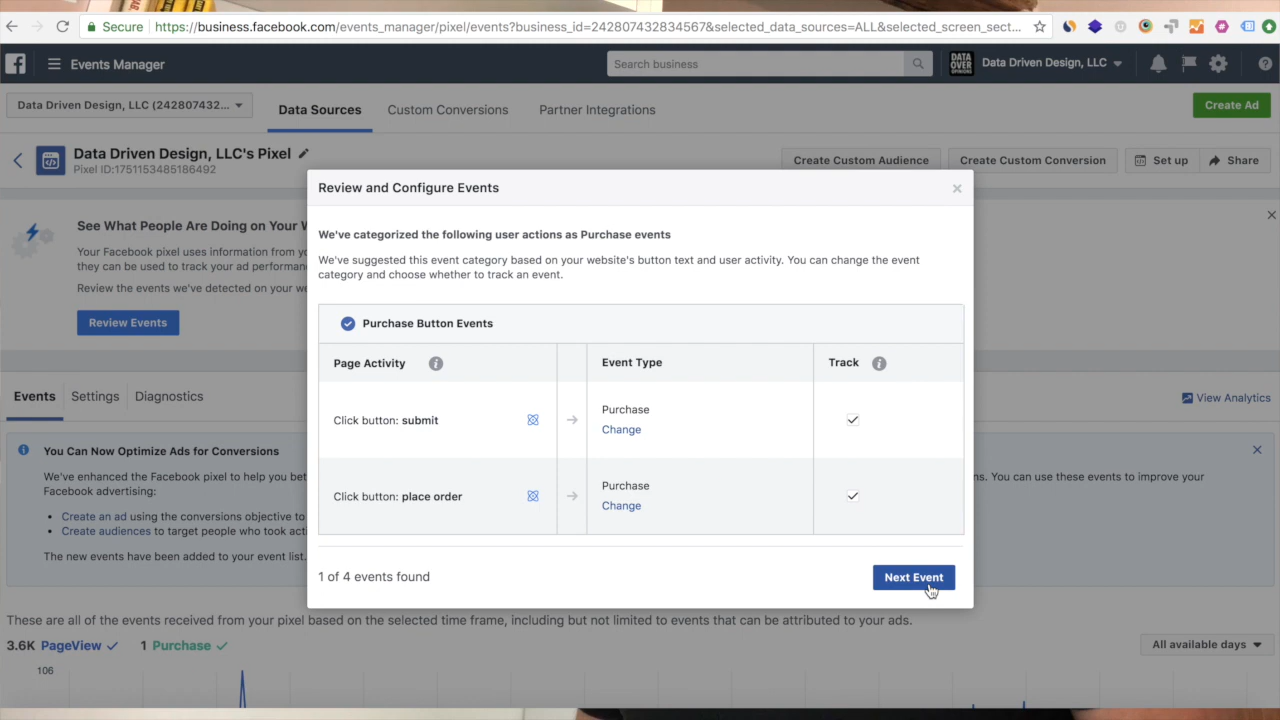 Secure
https://business.facebook.com/events_manager/pixel/events?business_id=242807432834567&selected_data_sources=ALL&selected_screen_sect...
Events Manager
Search business
DATA OVER OPINIONS
Data Driven Design, LLC
Data Driven Design, LLC (242807432...
Data Sources
Custom Conversions
Partner Integrations
Create Ad
Data Driven Design, LLC's Pixel
Pixel ID:1751153485186492
Create Custom Audience
Create Custom Conversion
Set up
Share
Review and Configure Events
We've categorized the following user actions as Purchase events
We've suggested this event category based on your website's button text and user activity. You can change the event
category and choose whether to track an event.
Purchase Button Events
Page Activity
Event Type
Track
Click button: submit
Purchase
Change
Click button: place order
Purchase
Change
1 of 4 events found
Next Event
See What People Are Doing on Your
Your Facebook pixel uses information from
they can be used to track your ad performan
Review the events we've detected on your
Review Events
Events
Settings
Diagnostics
View Analytics
You Can Now Optimize Ads for Conversions
We've enhanced the Facebook pixel to help you bet
ns. You can use these events to improve your
Facebook advertising:
Create an ad using the conversions objective to
Create audiences to target people who took acti
The new events have been added to your event list.
These are all of the events received from your pixel based on the selected time frame, including but not limited to events that can be attributed to your ads.
3.6K PageView
1 Purchase
All available days
106